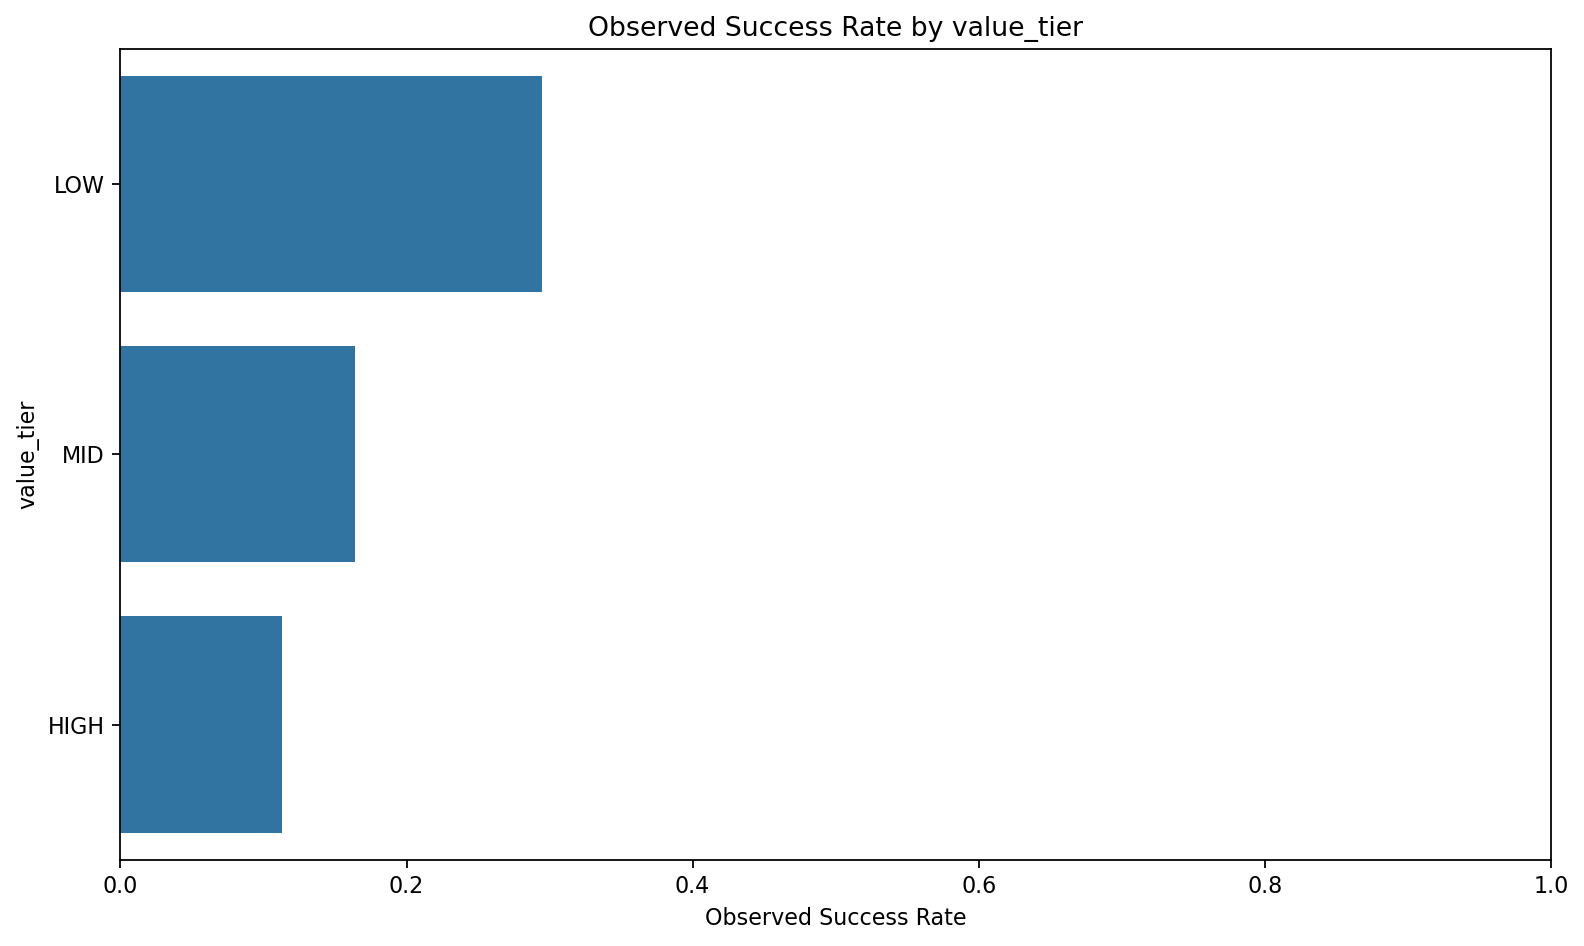 Observed Success Rate by value_tier
value_tier
LOW
MID
HIGH
0.0 0.2 0.4 0.6 0.8 1.0
Observed Success Rate